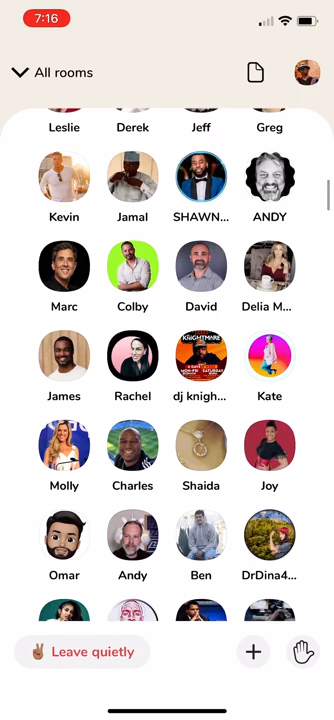 7:16
All rooms
Leslie Derek Jeff Greg
Kevin Jamal SHAWN... ANDY
Marc Colby David Delia M...
KNIGHTMARE
James Rachel dj knigh... Kate
Molly Charles Shaida Joy
Omar Andy Ben DrDina4...
Leave quietly